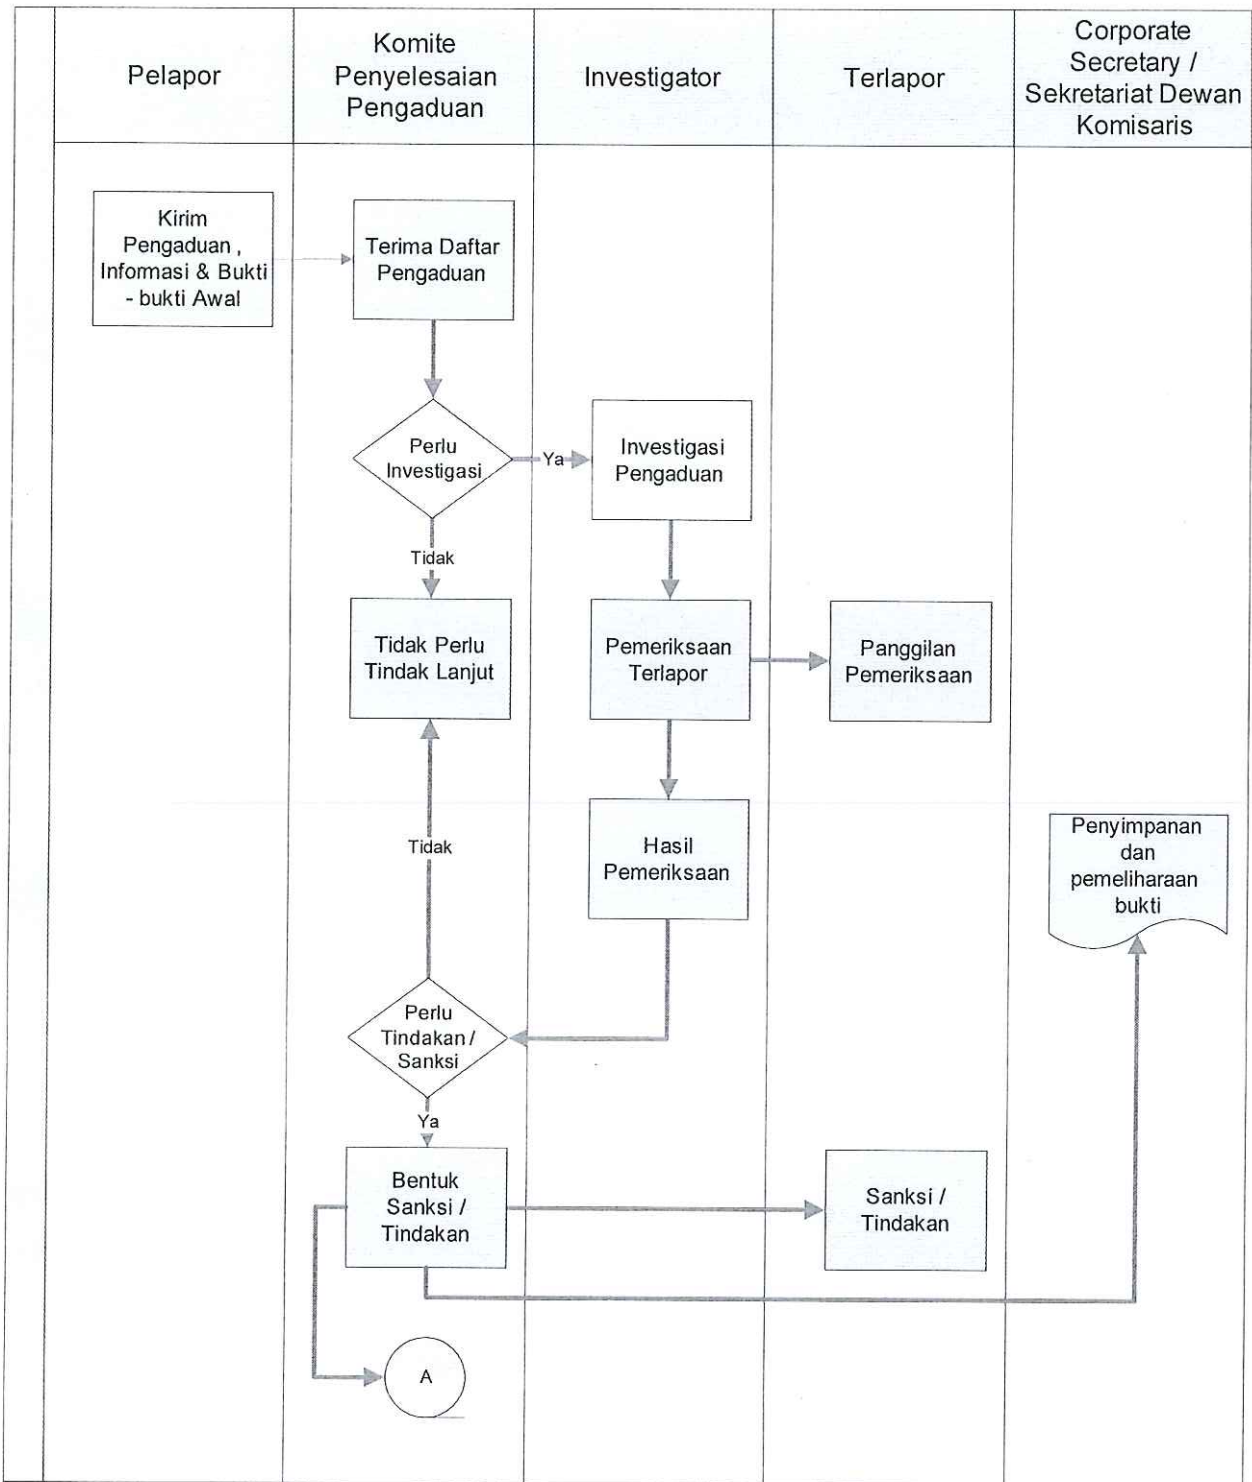 Pelapor
Komite
Penyelesaian
Pengaduan
Investigator
Terlapor
Corporate
Secretary /
Sekretariat Dewan
Komisaris
Kirim
Pengaduan ,
Informasi & Bukti
- bukti Awal
Terima Daftar
Pengaduan
Perlu
Investigasi
Ya
Investigasi
Pengaduan
Tidak
Tidak Perlu
Tindak Lanjut
Pemeriksaan
Terlapor
Panggilan
Pemeriksaan
Tidak
Hasil
Pemeriksaan
Penyimpanan
dan
pemeliharaan
bukti
Perlu
Tindakan /
Sanksi
Ya
Bentuk
Sanksi /
Tindakan
Sanksi /
Tindakan
A